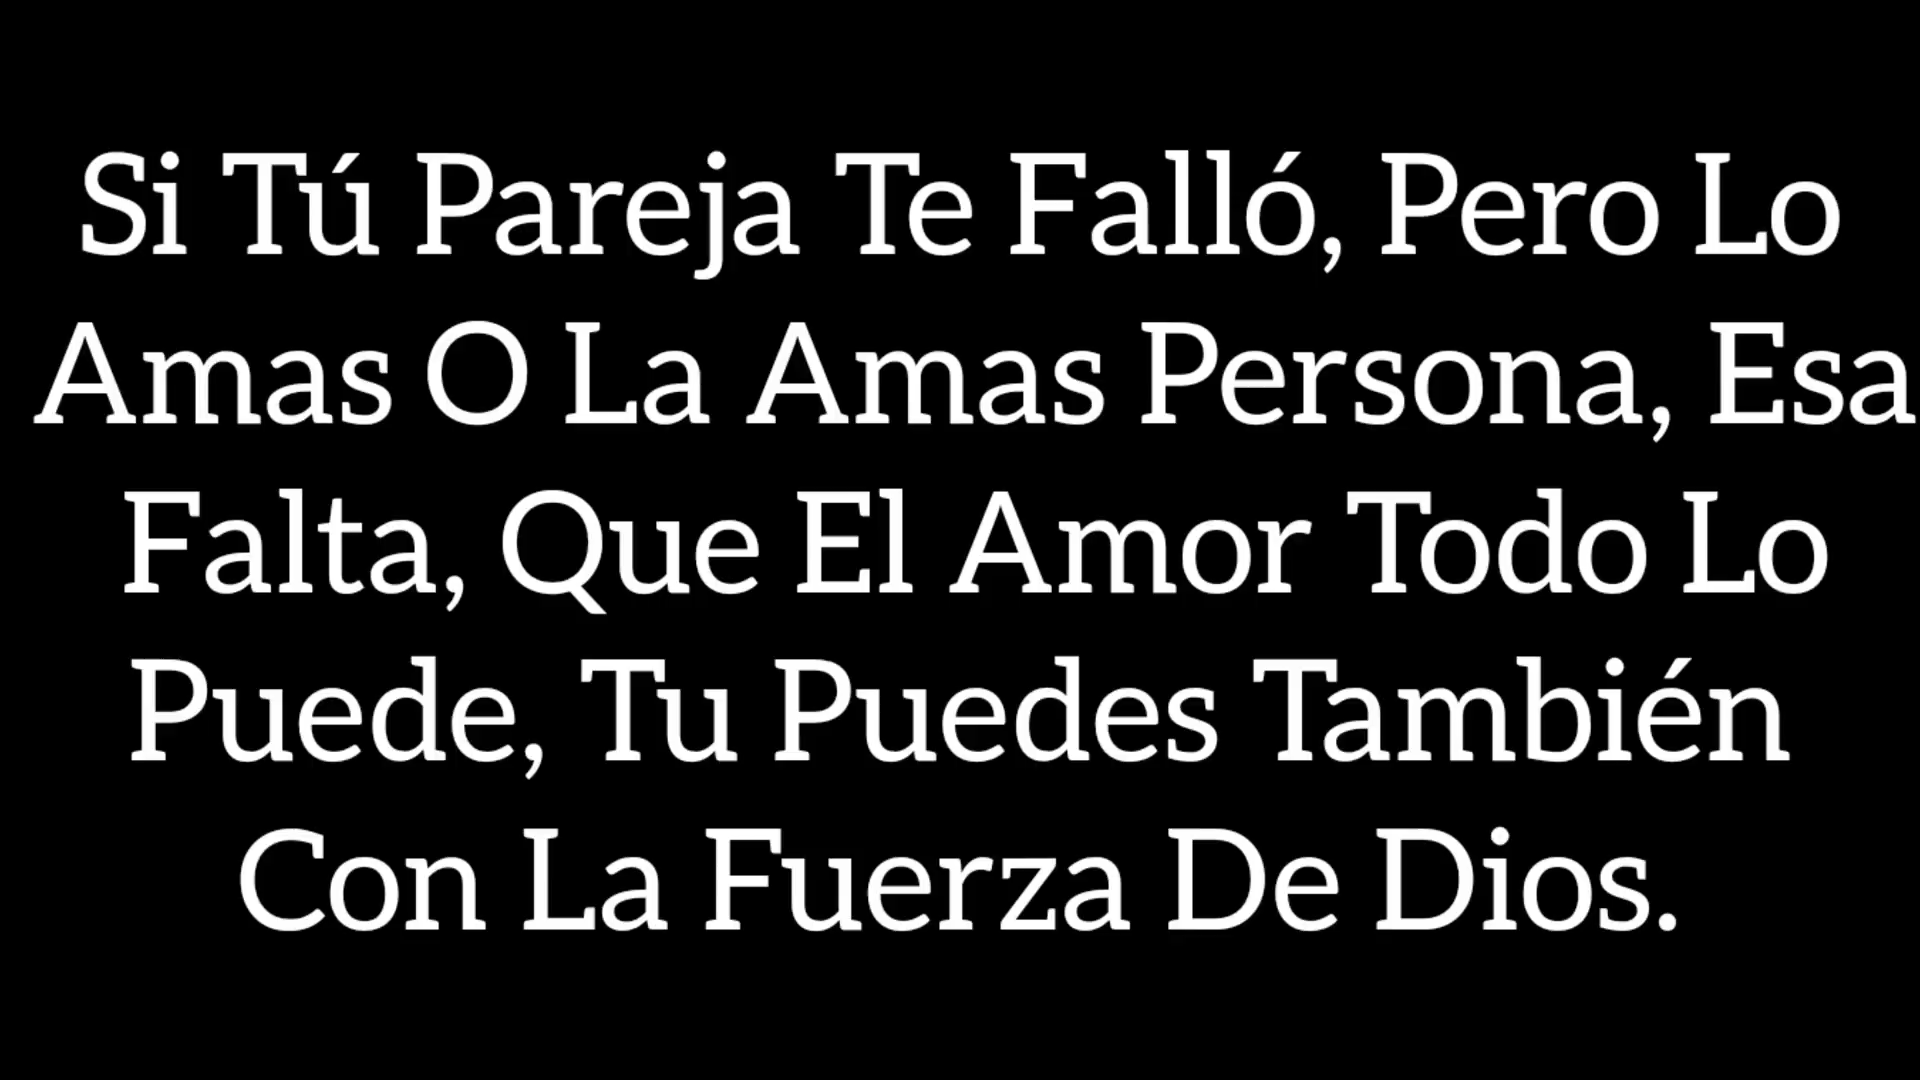 Si Tú Pareja Te Falló, Pero Lo
Amas O La Amas Persona, Esa
Falta, Que El Amor Todo Lo
Puede, Tu Puedes También
Con La Fuerza De Dios.